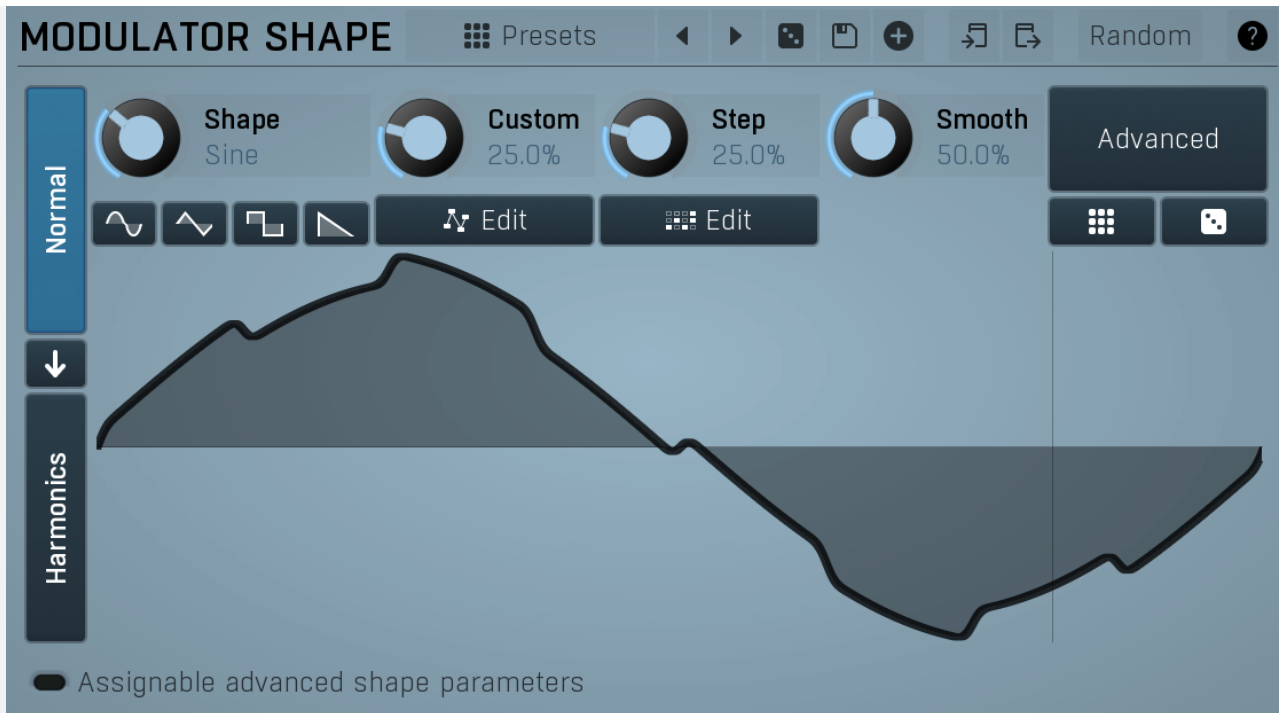 MODULATOR SHAPE
Presets
Random
?
Normal
Shape
Sine
Custom
25.0%
Step
25.0%
Smooth
50.0%
Advanced
Edit
Edit
Harmonics
Assignable advanced shape parameters